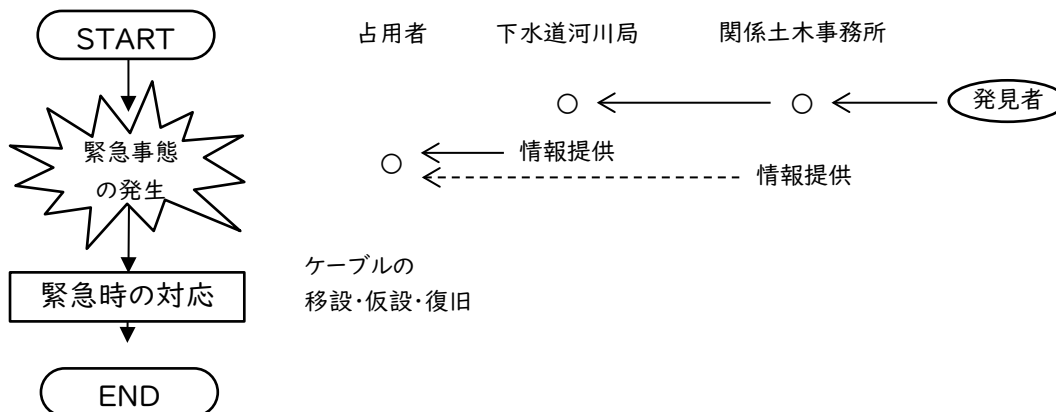 START
占用者
下水道河川局
関係土木事務所
発見者
緊急事態
の発生
情報提供
情報提供
緊急時の対応
ケーブルの
移設・仮設・復旧
END